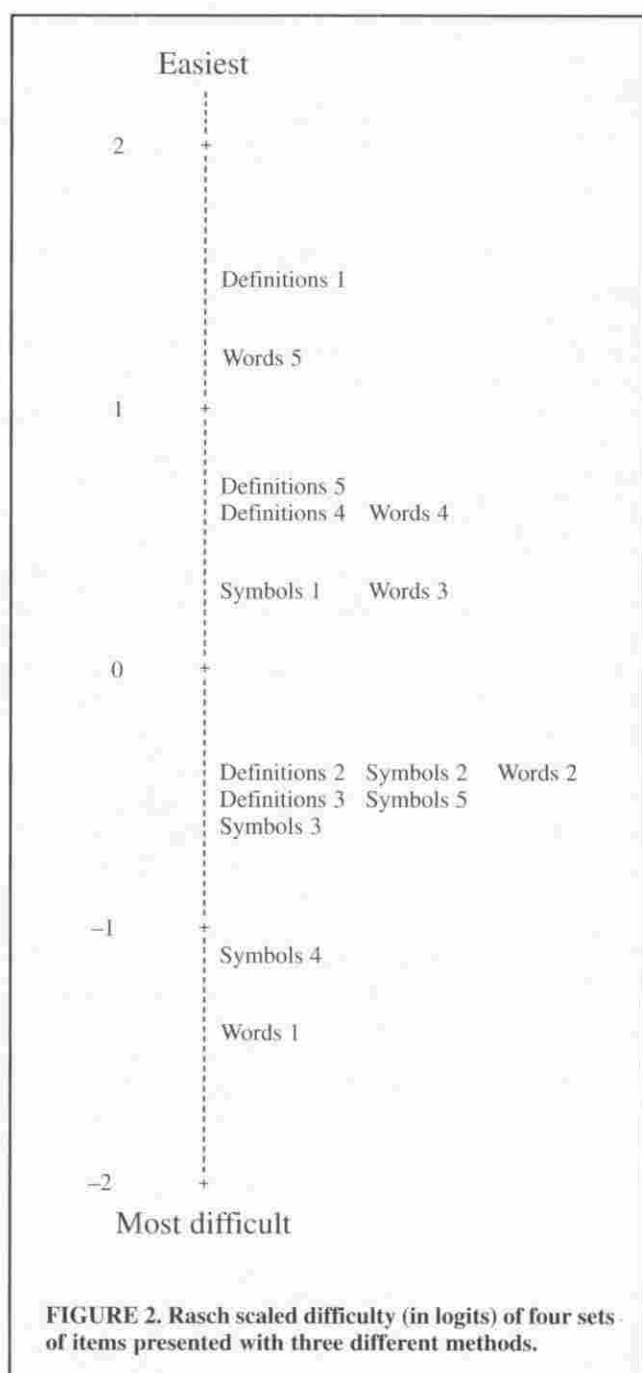 Easiest
2
Definitions 1
Words 5
1
Definitions 5
Definitions 4 Words 4
Symbols 1 Words 3
0
Definitions 2 Symbols 2 Words 2
Definitions 3 Symbols 5
Symbols 3
–1
Symbols 4
Words 1
–2
Most difficult
FIGURE 2. Rasch scaled difficulty (in logits) of four sets
of items presented with three different methods.